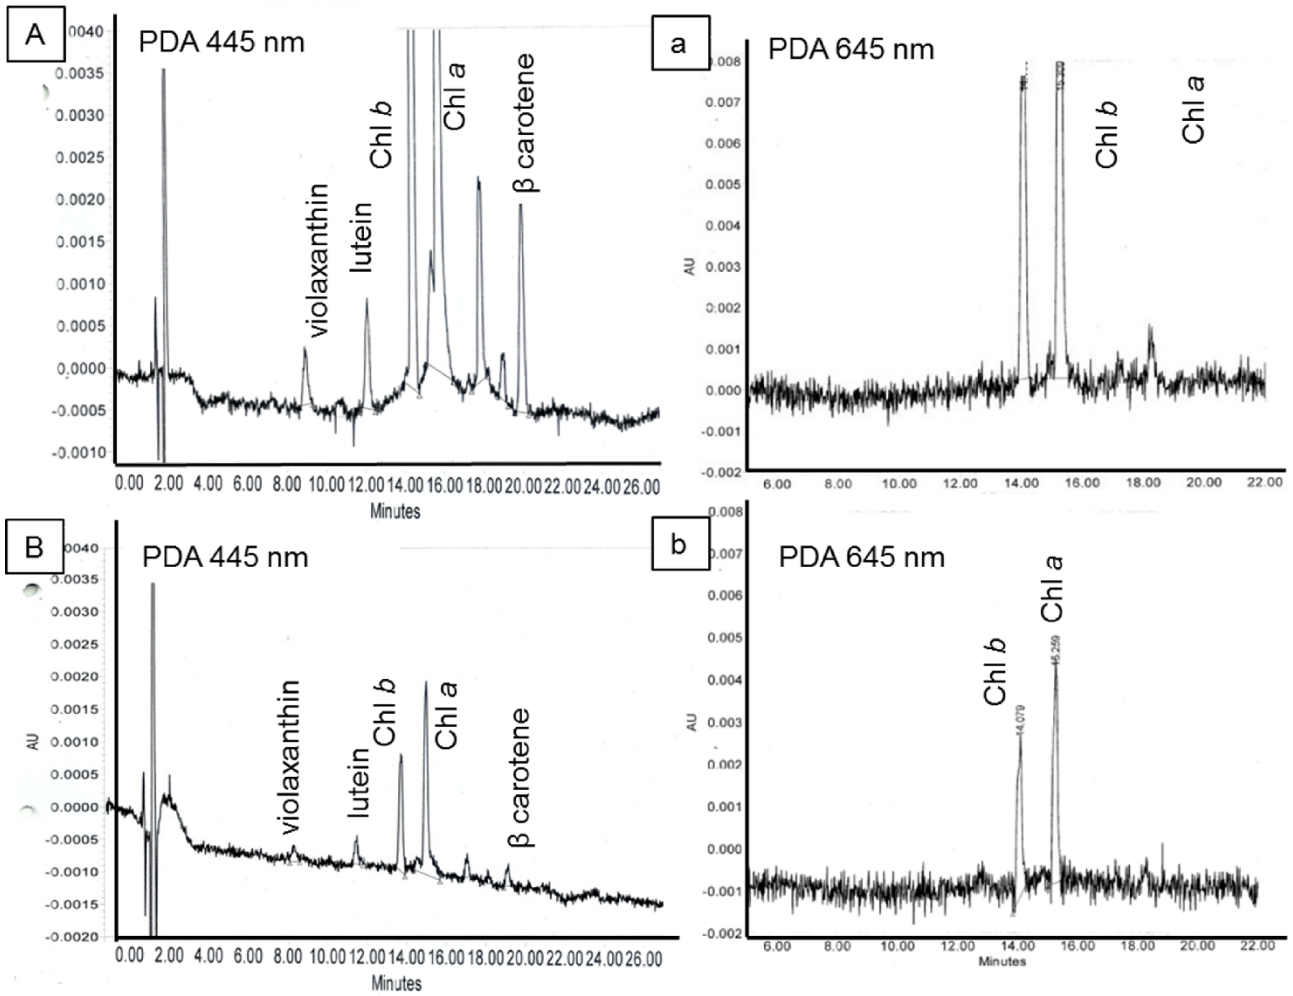 A
PDA 445 nm
0040
0.0035
0.0030
0.0025
0.0020
0.0015
0.0010
0.0005
0.0000
-0.0005
-0.0010
violaxanthin
lutein
Chl b
Chl a
β carotene
0.00 2.00 4.00 6.00 8.00 10.00 12.00 14.00 16.00 18.00 20.00 22.00 24.00 26.00
Minutes
a
PDA 645 nm
0.008
0.007
0.006
0.005
0.004
0.003
0.002
0.001
0.000
-0.001
-0.002
AU
15.309
Chl b
Chl a
6.00 8.00 10.00 12.00 14.00 16.00 18.00 20.00 22.00
B
PDA 445 nm
0040
0.0035
0.0030
0.0025
0.0020
0.0015
0.0010
0.0005
0.0000
-0.0005
-0.0010
-0.0015
-0.0020
AU
violaxanthin
lutein
Chl b
Chl a
β carotene
0.00 2.00 4.00 6.00 8.00 10.00 12.00 14.00 16.00 18.00 20.00 22.00 24.00 26.00
Minutes
b
PDA 645 nm
0.008
0.007
0.006
0.005
0.004
0.003
0.002
0.001
0.000
-0.001
-0.002
AU
Chl b
Chl a
14.079
15.259
6.00 8.00 10.00 12.00 14.00 16.00 18.00 20.00 22.00
Minutes